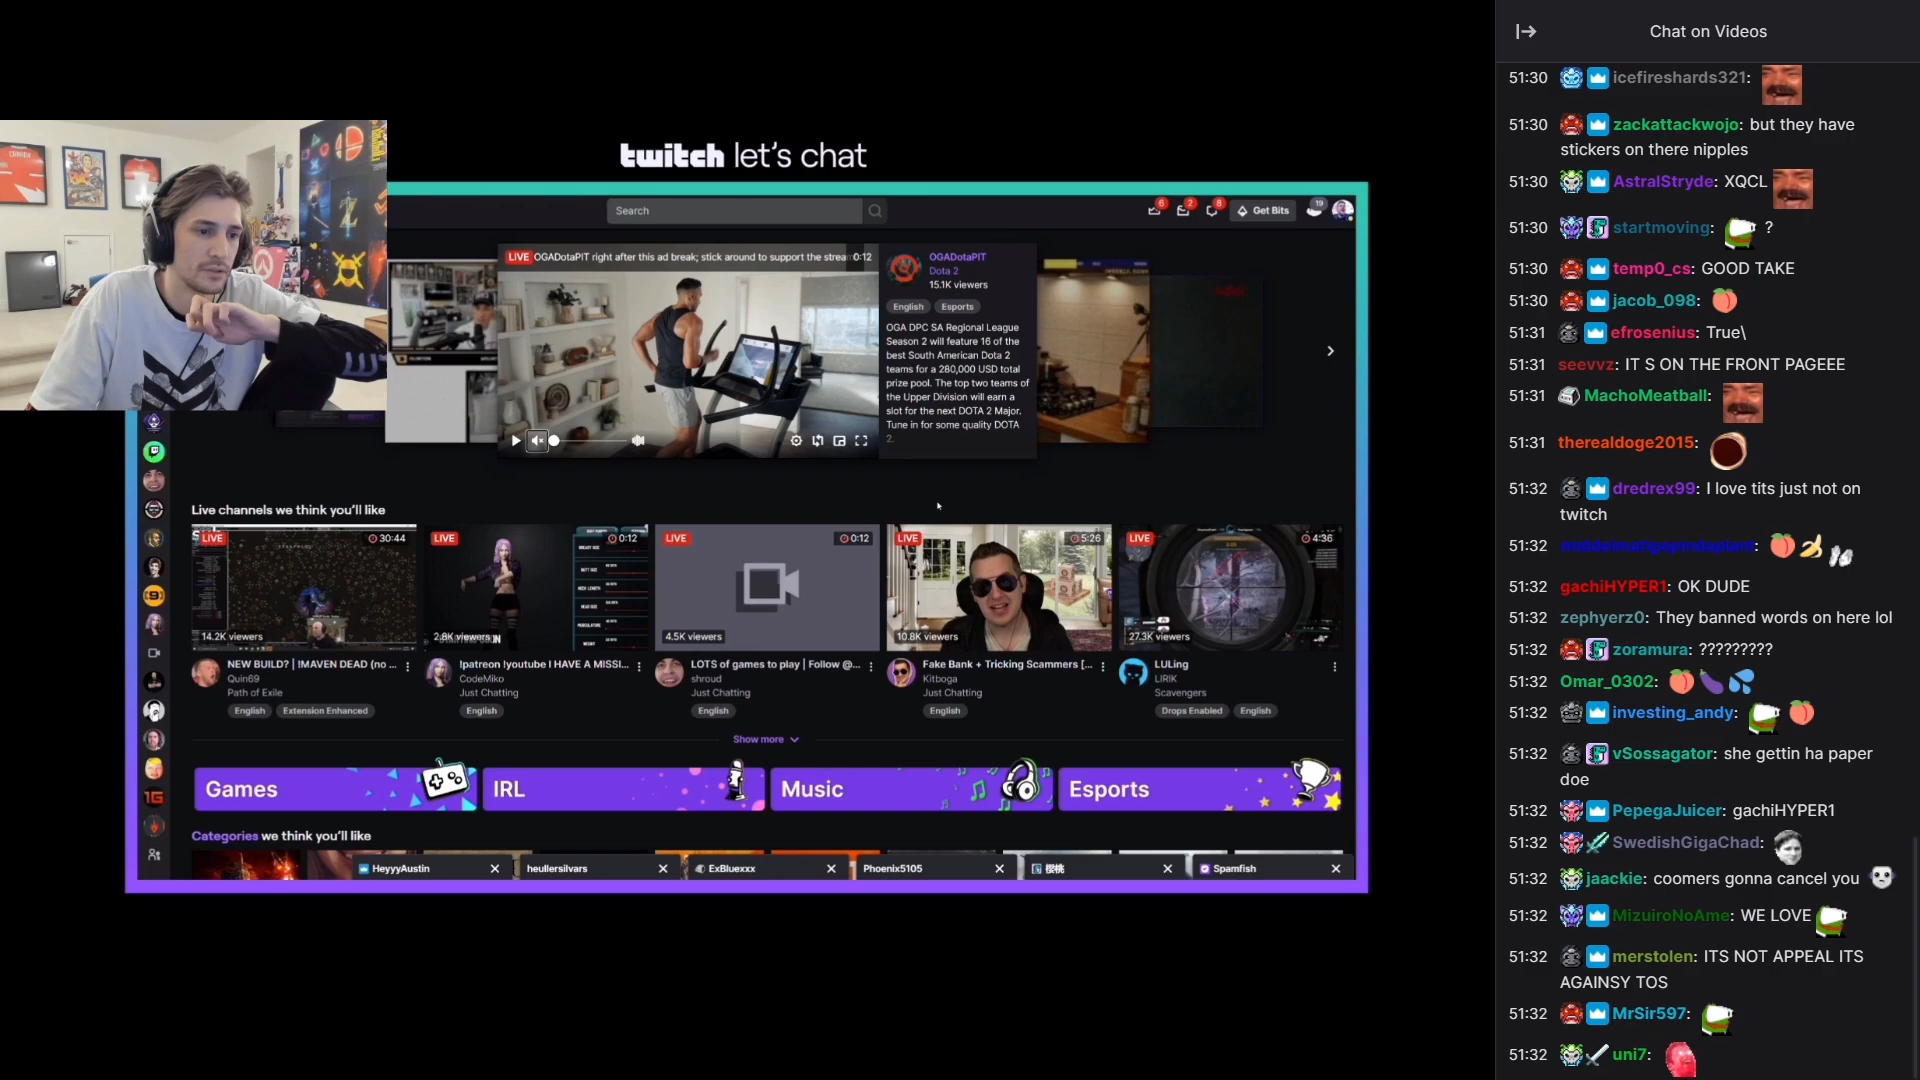 twitch let's chat
Search
6
2
8
Get Bits
19
LIVE OGADotaPIT right after this ad break; stick around to support the strea 0:12
OGADotaPIT
Dota 2
15.1K viewers
English Esports
OGA DPC SA Regional League
Season 2 will feature 16 of the
best South American Dota 2
teams for a 280,000 USD total
prize pool. The top two teams of
the Upper Division will earn a
slot for the next DOTA 2 Major.
Tune in for some quality DOTA
2.
Live channels we think you'll like
LIVE 30:44
14.2K viewers
NEW BUILD? | !MAVEN DEAD (no ...
Quin69
Path of Exile
English Extension Enhanced
LIVE 0:12
2.8K viewers
!patreon !youtube I HAVE A MISSI...
CodeMiko
Just Chatting
English
LIVE 0:12
4.5K viewers
LOTS of games to play | Follow @...
shroud
Just Chatting
English
LIVE 5:26
10.8K viewers
Fake Bank + Tricking Scammers [...
Kitboga
Just Chatting
English
LIVE 4:36
27.3K viewers
LULing
LIRIK
Scavengers
Drops Enabled English
Show more
Games IRL Music Esports
Categories we think you'll like
HeyyyAustin heullersilvars ExBluexxx Phoenix5105 樱桃 Spamfish
Chat on Videos
51:30 icefireshards321:
51:30 zackattackwojo: but they have
stickers on there nipples
51:30 AstralStryde: XQCL
51:30 startmoving: ?
51:30 temp0_cs: GOOD TAKE
51:30 jacob_098: 🍑
51:31 efrosenius: True\
51:31 seevvz: IT S ON THE FRONT PAGEEE
51:31 MachoMeatball:
51:31 therealdoge2015:
51:32 dredrex99: I love tits just not on
twitch
51:32 middelmatigepindaplant: 🍑🍌
51:32 gachiHYPER1: OK DUDE
51:32 zephyerz0: They banned words on here lol
51:32 zoramura: ?????????
51:32 Omar_0302: 🍑🍆💦
51:32 investing_andy: 🍑
51:32 vSossagator: she gettin ha paper
doe
51:32 PepegaJuicer: gachiHYPER1
51:32 SwedishGigaChad:
51:32 jaackie: coomers gonna cancel you
51:32 MizuiroNoAme: WE LOVE
51:32 merstolen: ITS NOT APPEAL ITS
AGAINSY TOS
51:32 MrSir597:
51:32 uni7: